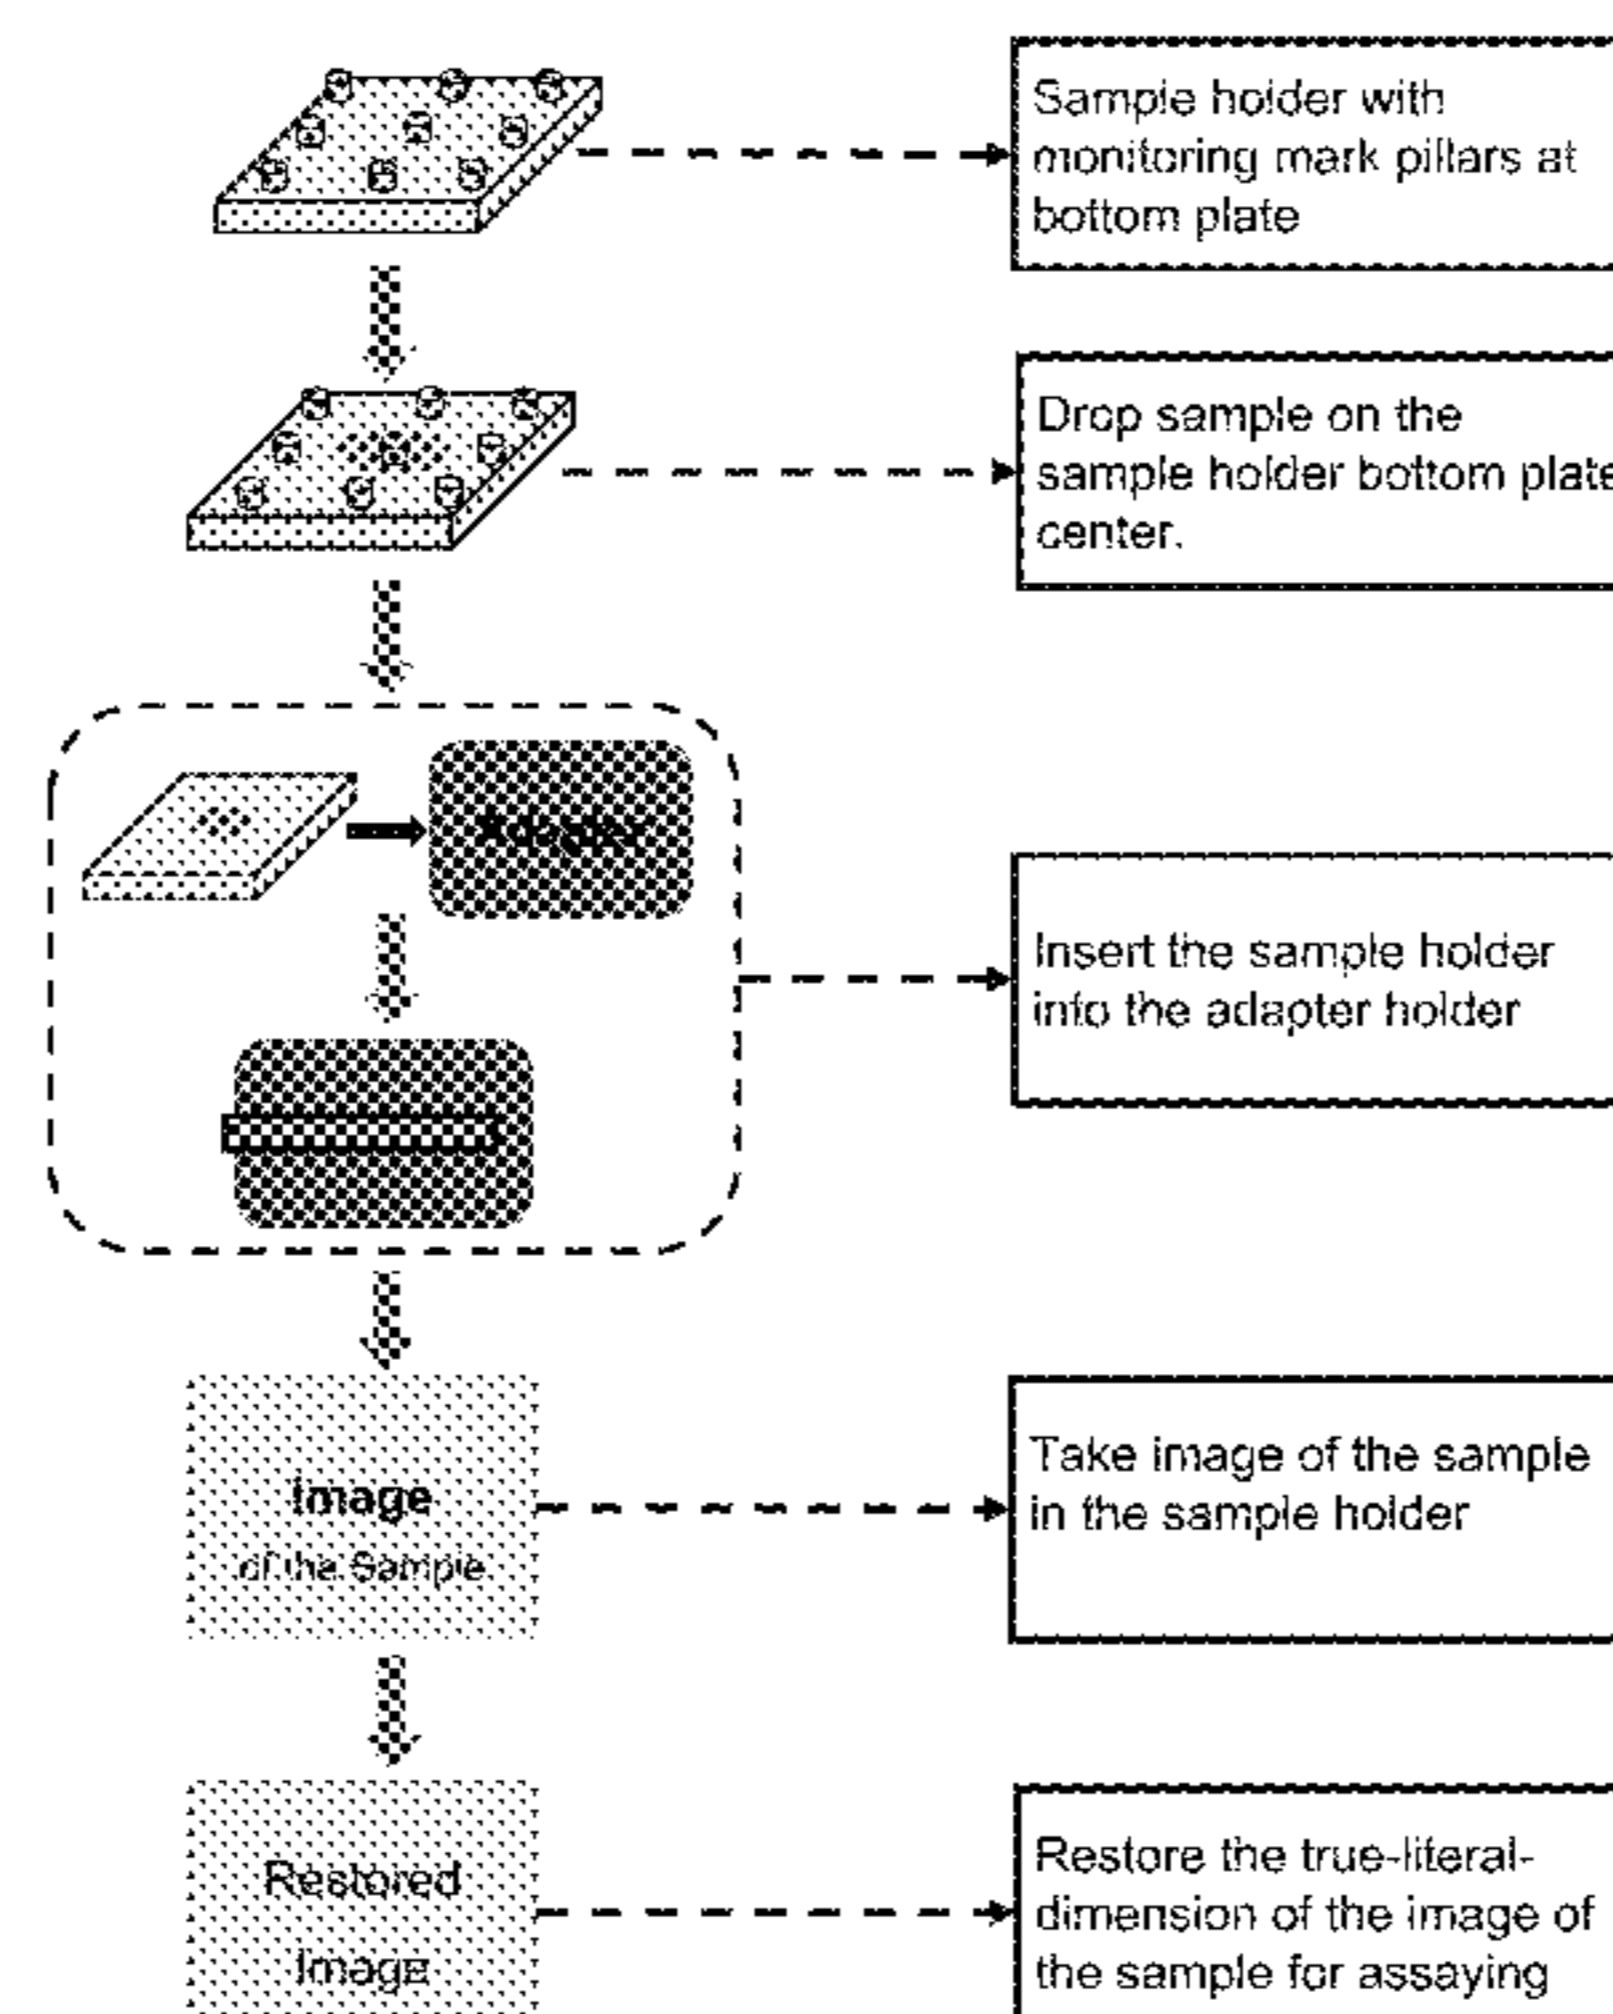 Sample holder with
monitoring mark pillars at
bottom plate
Drop sample on the
sample holder bottom plate
center.
Adapter
Insert the sample holder
into the adapter holder
Image
of the Sample
Take image of the sample
in the sample holder
Restored
Image
Restore the true-literal-
dimension of the image of
the sample for assaying